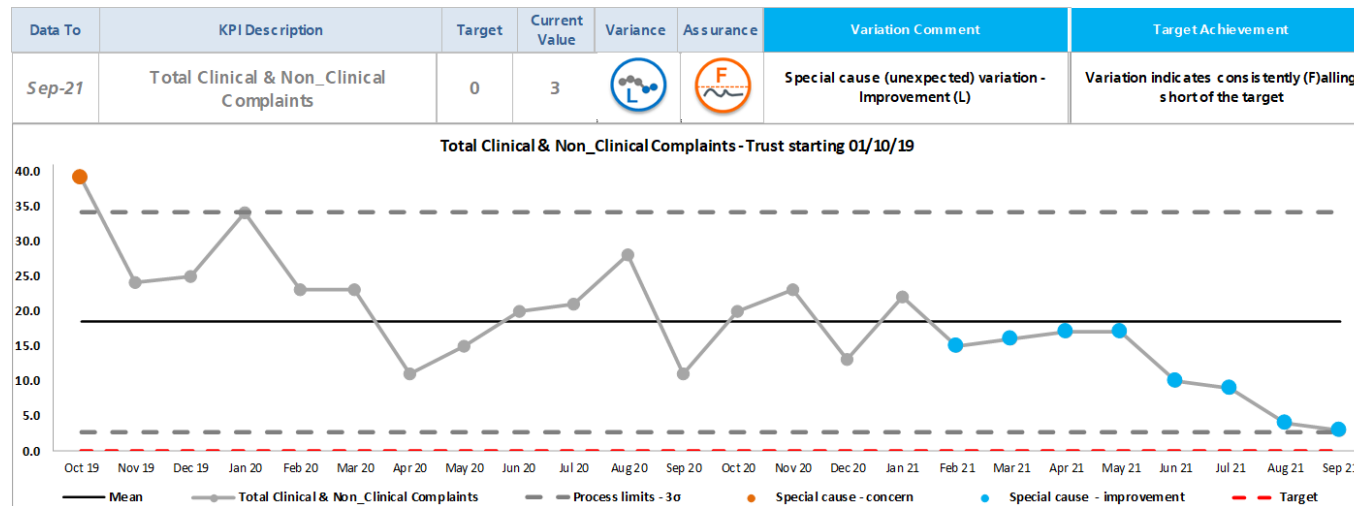 Data To
KPI Description
Target
Current
Value
Variance
Assurance
Variation Comment
Target Achievement
Sep-21
Total Clinical & Non_Clinical
Complaints
0
3
L
F
Special cause (unexpected) variation -
Improvement (L)
Variation indicates consistently (F)alling
short of the target
Total Clinical & Non_Clinical Complaints - Trust starting 01/10/19
40.0
35.0
30.0
25.0
20.0
15.0
10.0
5.0
0.0
Oct 19 Nov 19 Dec 19 Jan 20 Feb 20 Mar 20 Apr 20 May 20 Jun 20 Jul 20 Aug 20 Sep 20 Oct 20 Nov 20 Dec 20 Jan 21 Feb 21 Mar 21 Apr 21 May 21 Jun 21 Jul 21 Aug 21 Sep 21
Mean Total Clinical & Non_Clinical Complaints Process limits - 3σ Special cause - concern Special cause - improvement Target